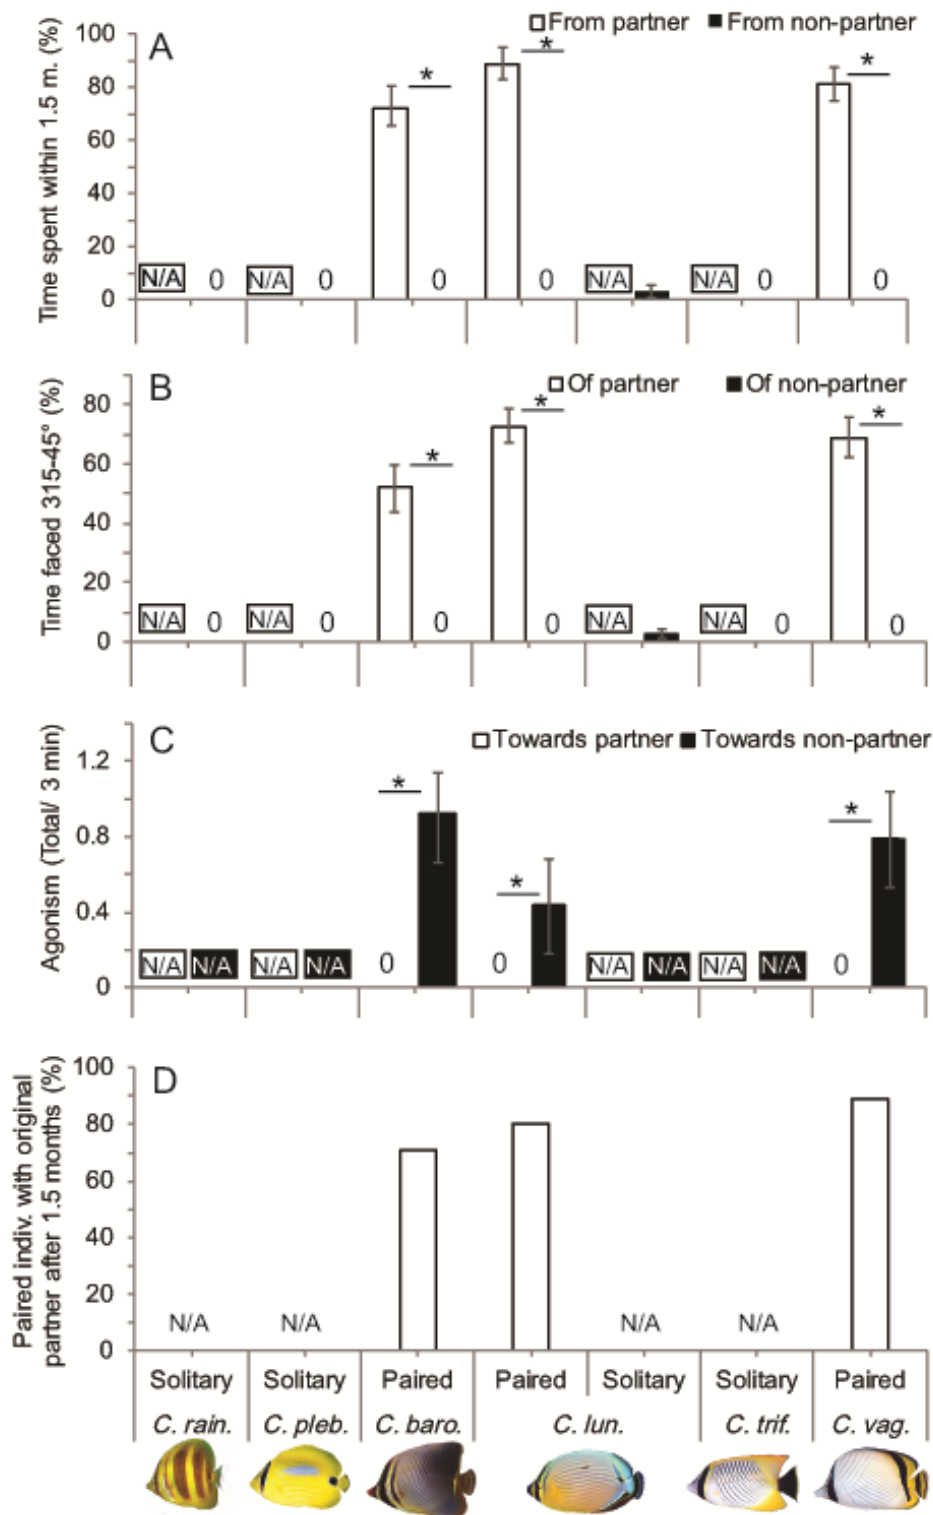 A
From partner From non-partner
Time spent within 1.5 m. (%)
100
80
60
40
20
0
* * *
N/A 0 N/A 0 0 0 N/A N/A 0 0
B
Of partner Of non-partner
Time faced 315-45° (%)
80
60
40
20
0
* * *
N/A 0 N/A 0 0 0 N/A N/A 0 0
C
Towards partner Towards non-partner
Agonism (Total/ 3 min)
1.2
0.8
0.4
0
* * *
N/A N/A N/A N/A 0 0 N/A N/A N/A N/A 0
D
Paired indiv. with original
partner after 1.5 months (%)
100
80
60
40
20
0
N/A N/A N/A N/A
Solitary Solitary Paired Paired Solitary Solitary Paired
C. rain. C. pleb. C. baro. C. lun. C. trif. C. vag.